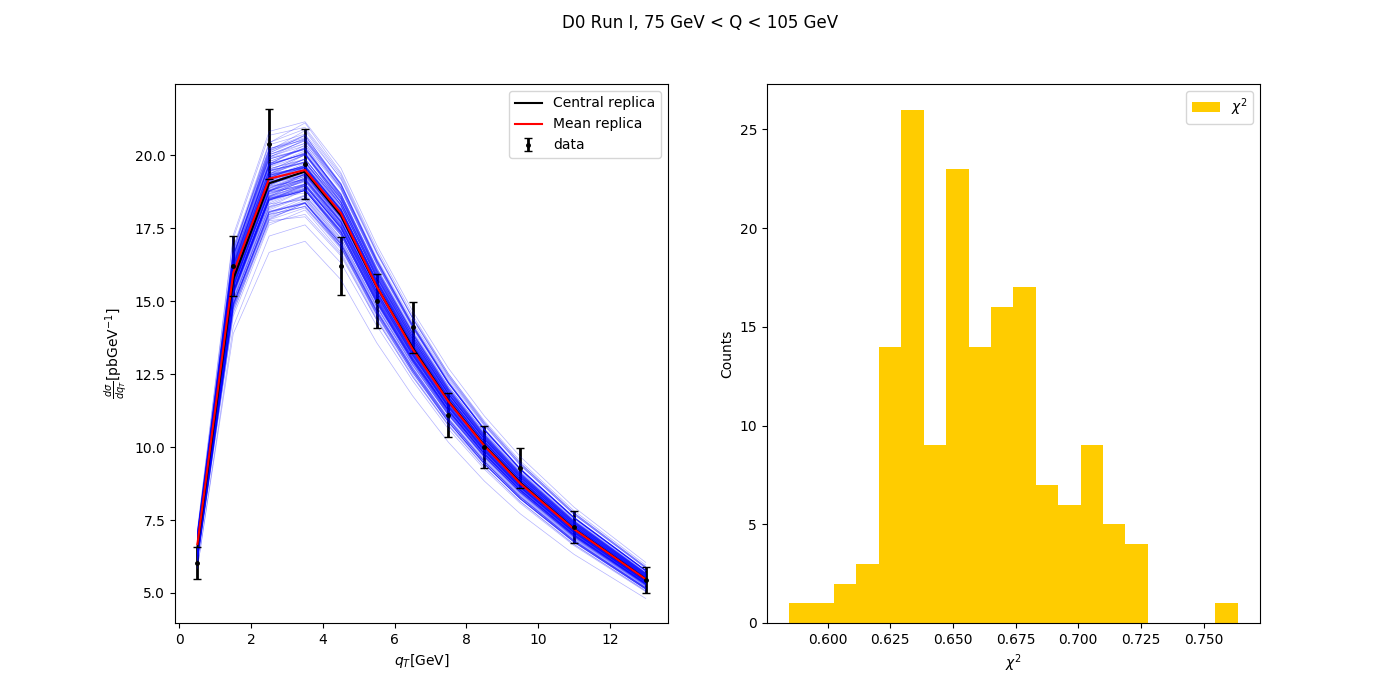 D0 Run I, 75 GeV < Q < 105 GeV
Central replica
Mean replica
data
20.0
17.5
15.0
12.5
10.0
7.5
5.0
dσ/dq_T [pbGeV⁻¹]
0 2 4 6 8 10 12
q_T[GeV]
χ²
25
20
15
10
5
0
Counts
0.600 0.625 0.650 0.675 0.700 0.725 0.750
χ²